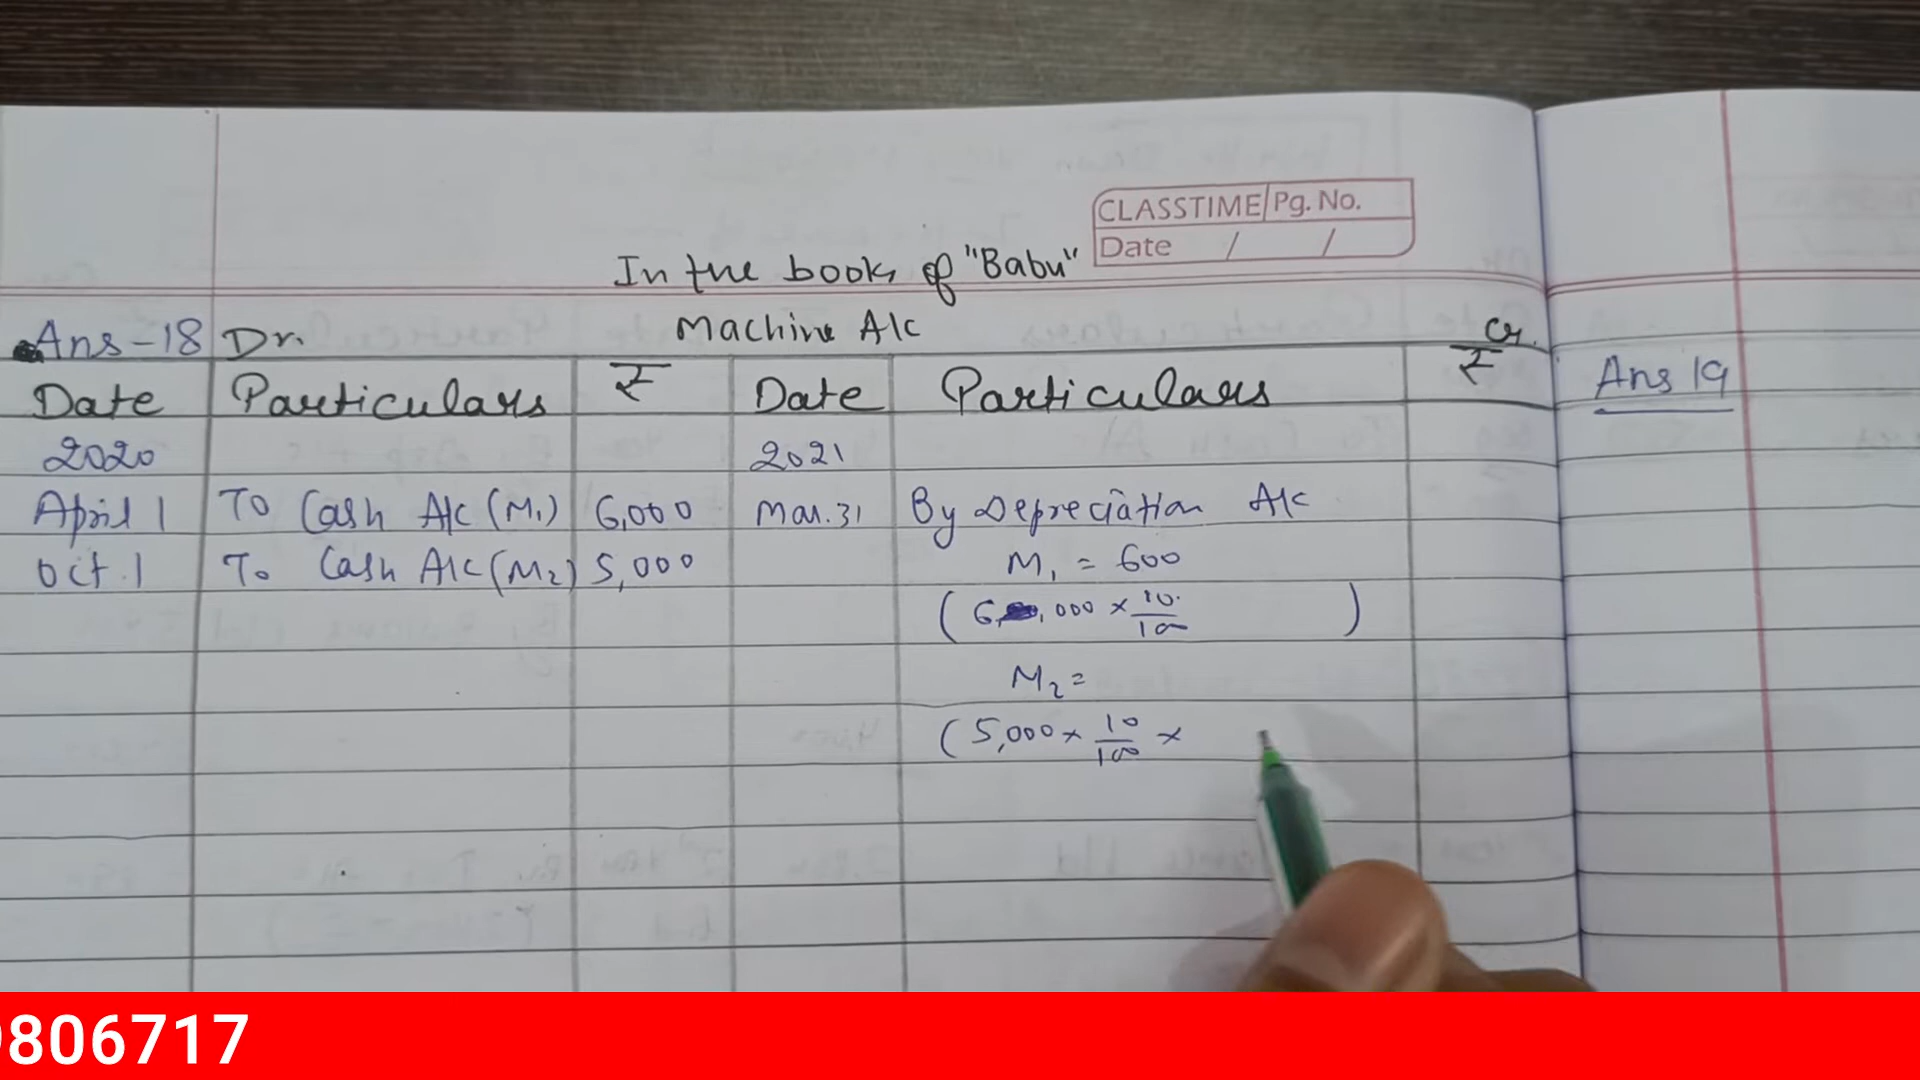 CLASSTIME Pg. No.
Date / /
In the books of "Babu"
Ans-18 Dr. Machine A/c Cr.
Date Particulars ₹ Date Particulars ₹ Ans 19
2020 2021
April 1 To Cash A/c (M1) 6,000 Mar. 31 By Depreciation A/c
Oct. 1 To Cash A/c (M2) 5,000 M1 = 600
(6,000 × 10/100 )
M2 =
(5,000 × 10/100 ×
806717